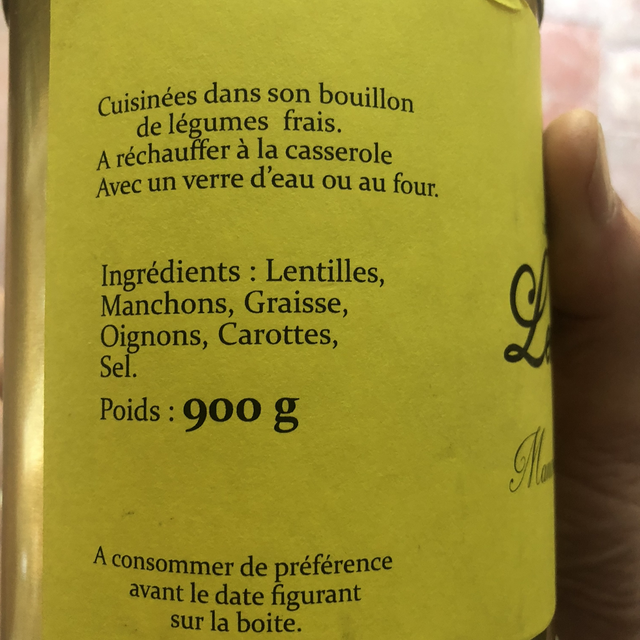 Cuisinées dans son bouillon
de légumes frais.
A réchauffer à la casserole
Avec un verre d'eau ou au four.
Ingrédients : Lentilles,
Manchons, Graisse,
Oignons, Carottes,
Sel.
Poids : 900 g
A consommer de préférence
avant le date figurant
sur la boite.